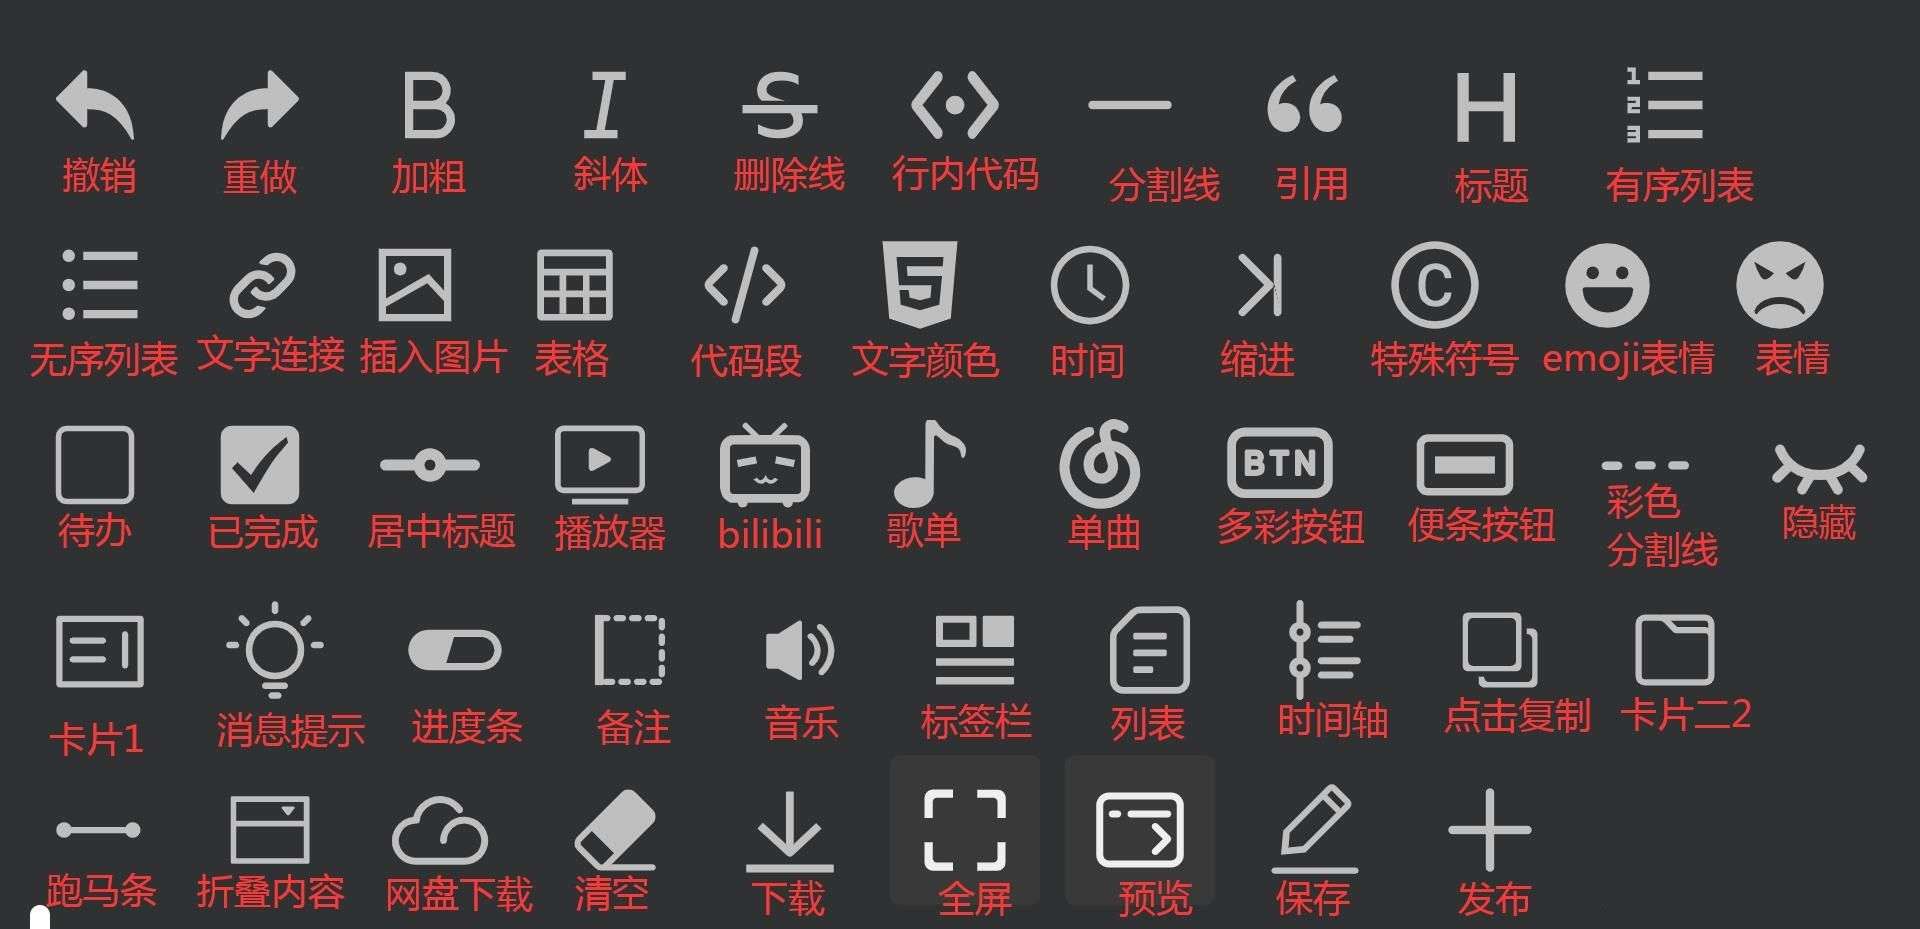 撤销 重做 加粗 斜体 删除线 行内代码 分割线 引用 标题 有序列表
无序列表 文字连接 插入图片 表格 代码段 文字颜色 时间 缩进 特殊符号 emoji表情 表情
BTN
待办 已完成 居中标题 播放器 bilibili 歌单 单曲 多彩按钮 便条按钮 彩色 隐藏
分割线
卡片1 消息提示 进度条 备注 音乐 标签栏 列表 时间轴 点击复制 卡片二2
跑马条 折叠内容 网盘下载 清空 下载 全屏 预览 保存 发布